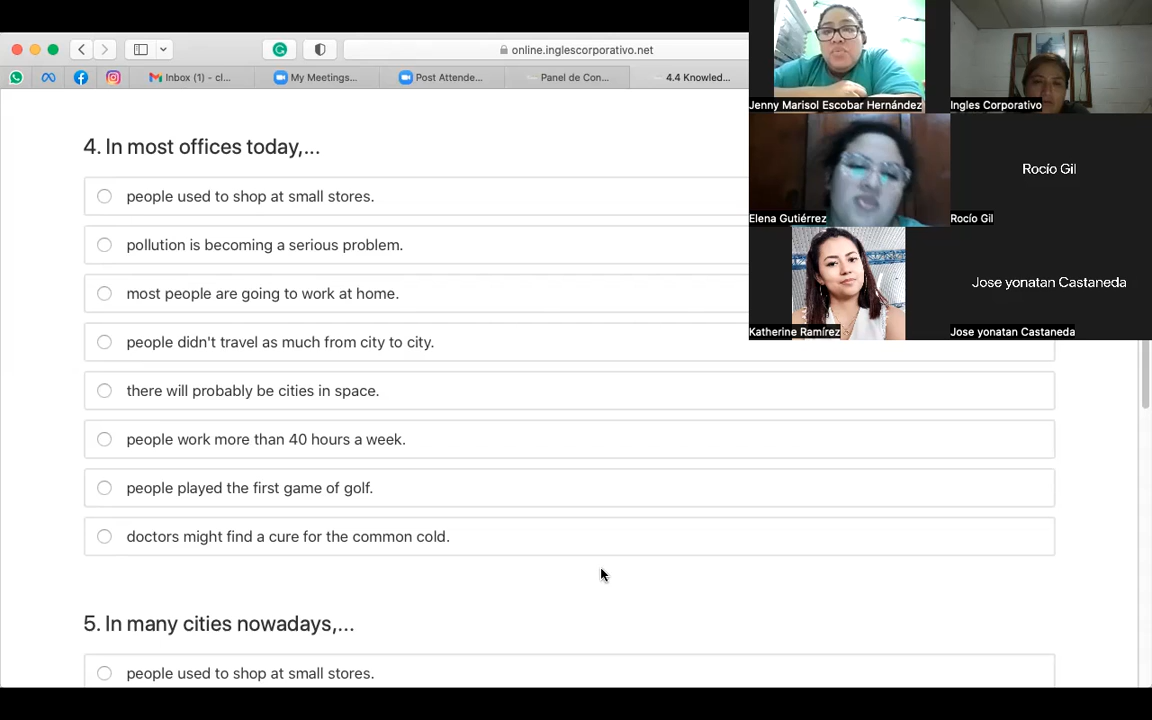 online.inglescorporativo.net
Inbox (1) - cl...
My Meetings...
Post Attende...
Panel de Con...
4.4 Knowled...
Jenny Marisol Escobar Hernández
Ingles Corporativo
Rocío Gil
Elena Gutiérrez
Rocío Gil
Jose yonatan Castaneda
Katherine Ramírez
Jose yonatan Castaneda
4. In most offices today,...
people used to shop at small stores.
pollution is becoming a serious problem.
most people are going to work at home.
people didn't travel as much from city to city.
there will probably be cities in space.
people work more than 40 hours a week.
people played the first game of golf.
doctors might find a cure for the common cold.
5. In many cities nowadays,...
people used to shop at small stores.